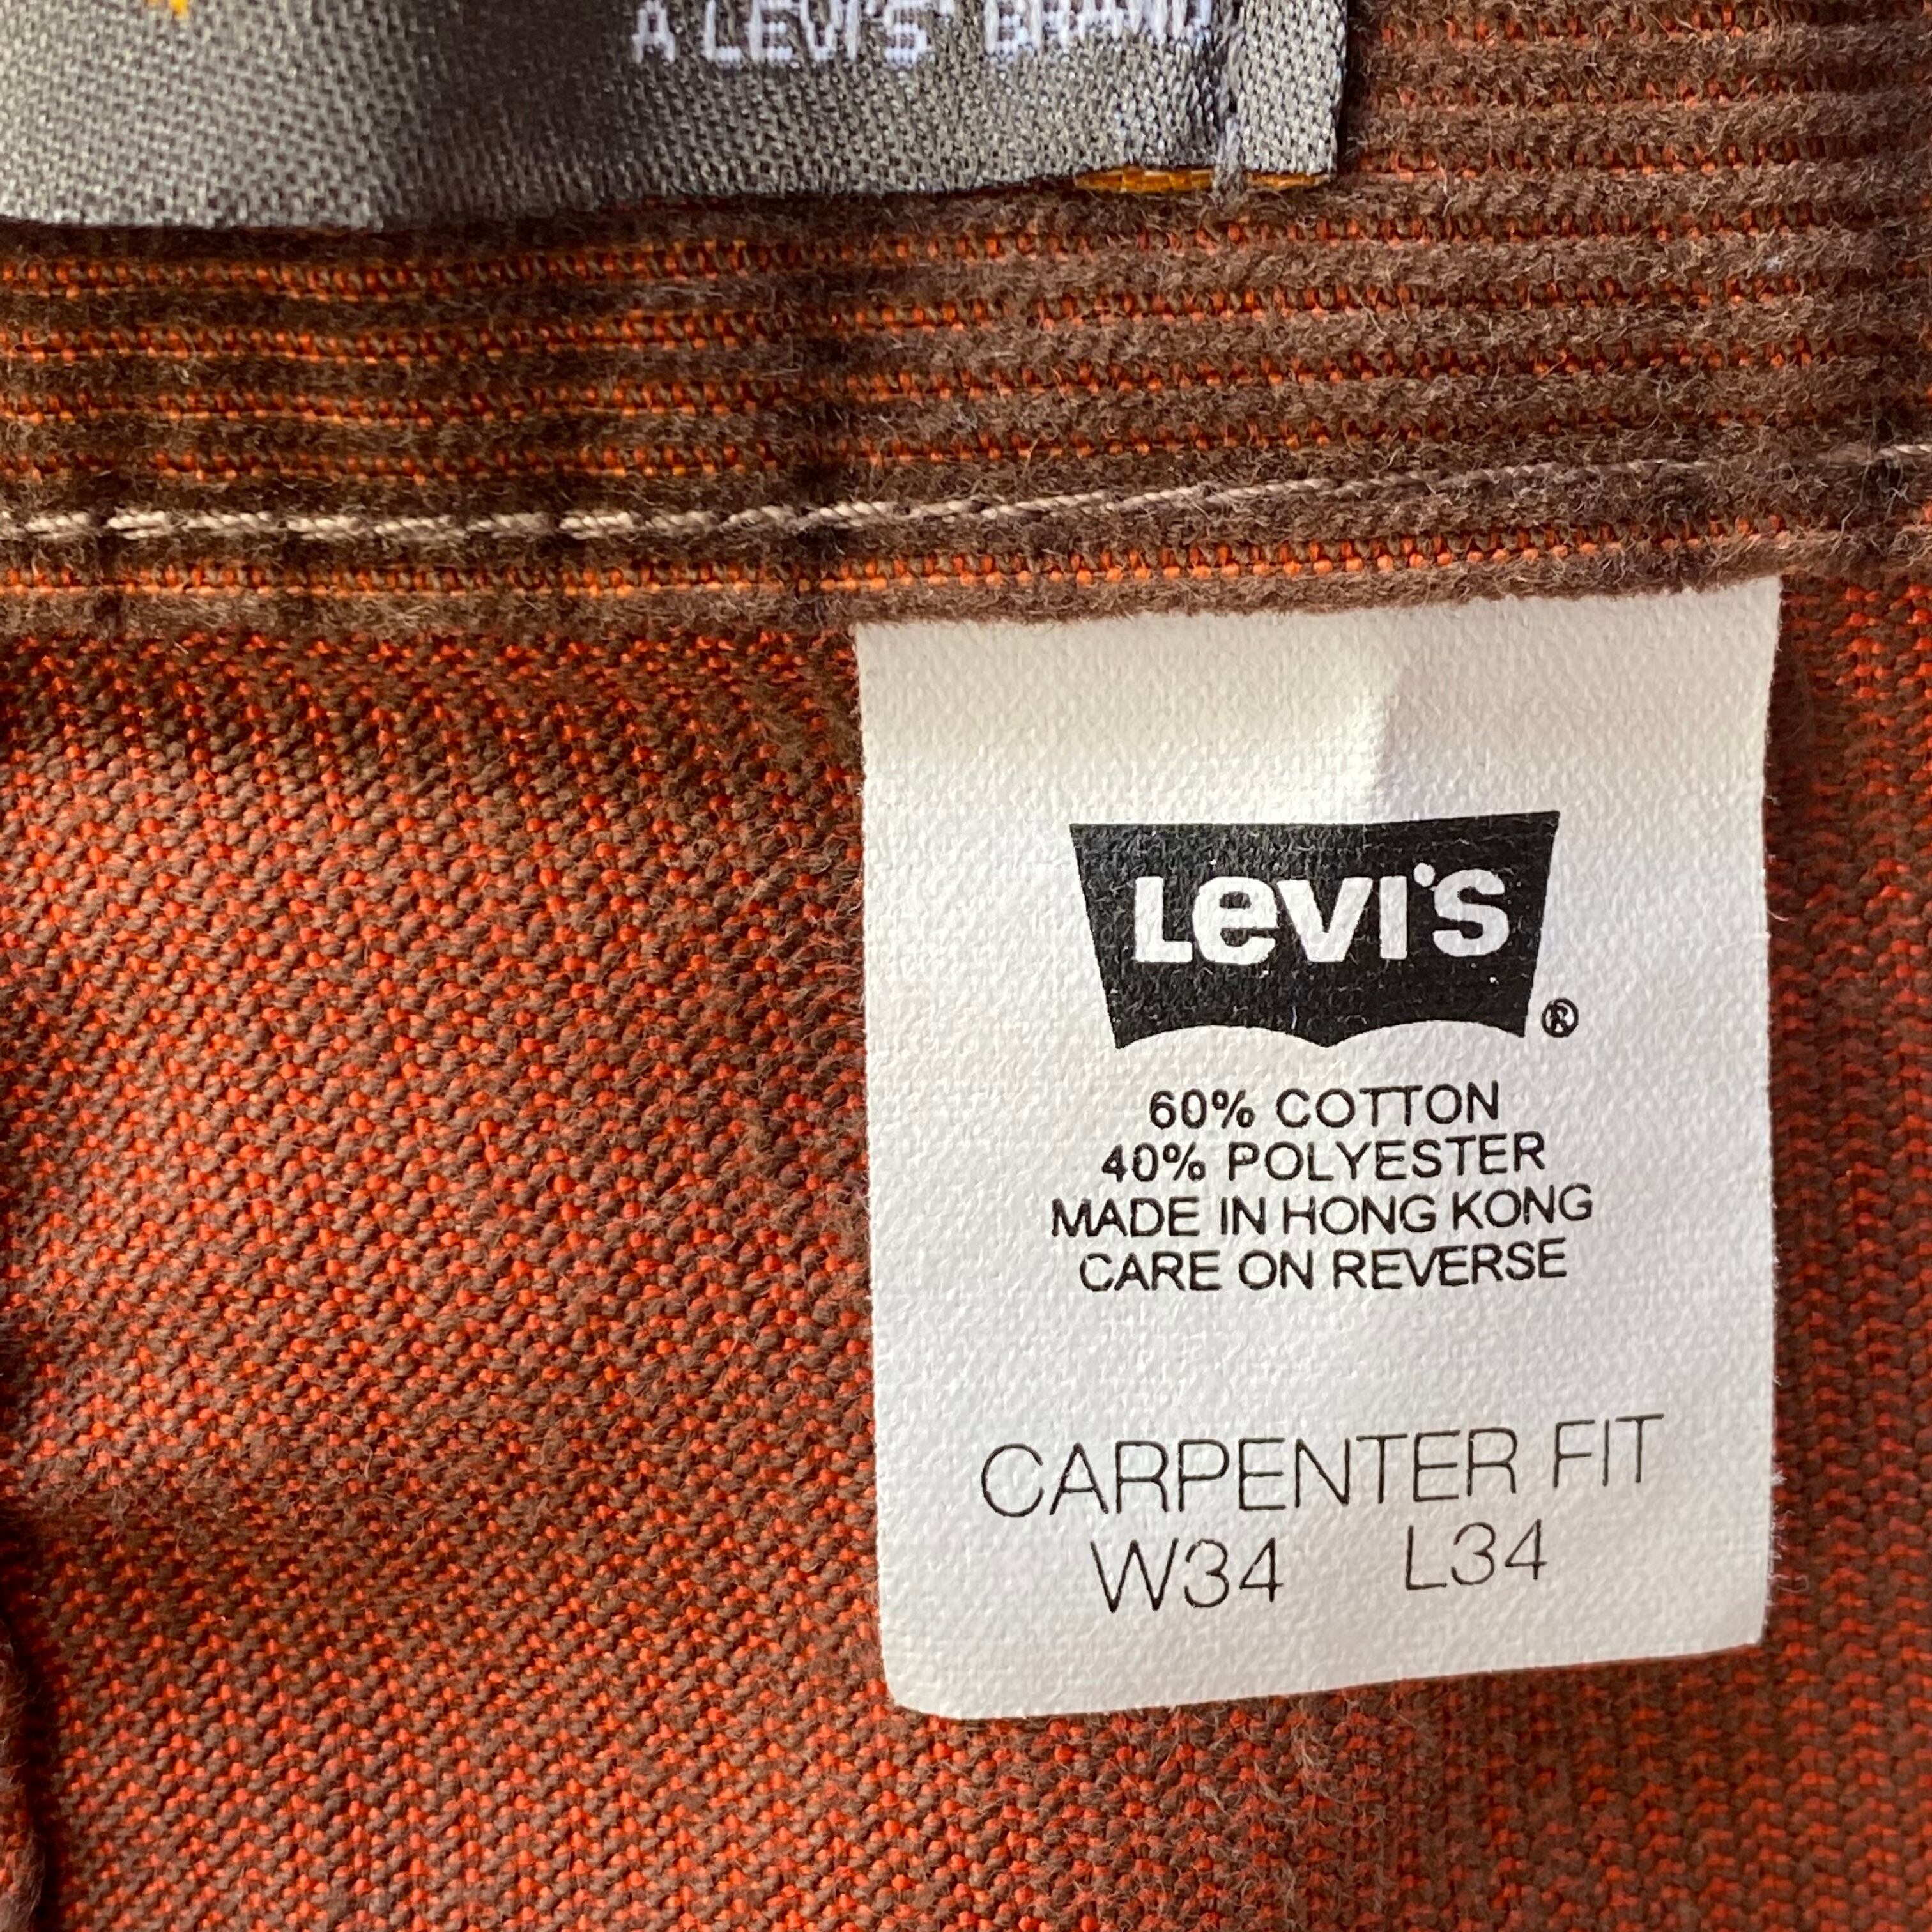 A LEVI'S® BRAND
LEVI'S
®
60% COTTON
40% POLYESTER
MADE IN HONG KONG
CARE ON REVERSE
CARPENTER FIT
W34 L34